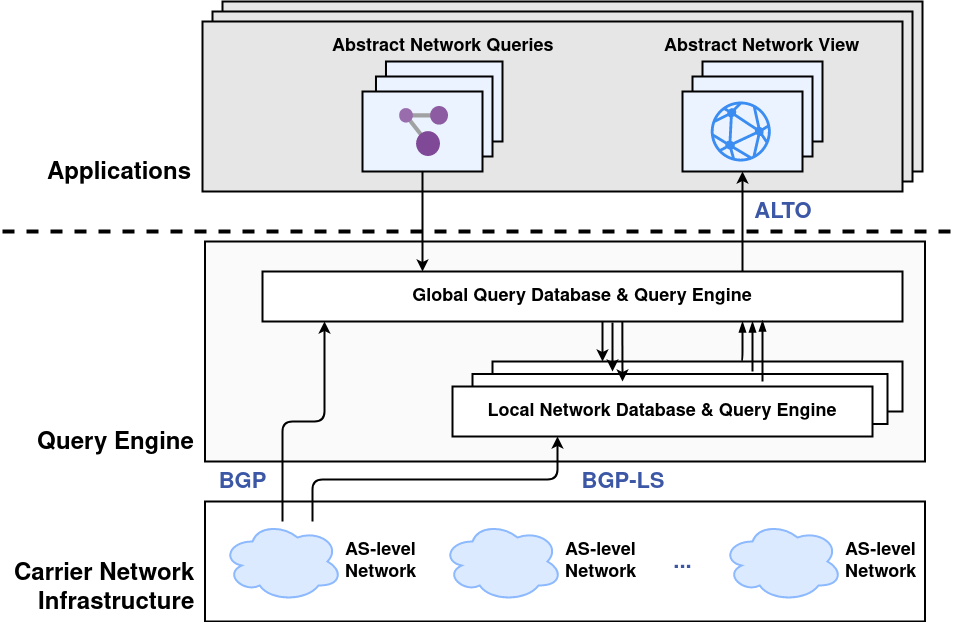 Abstract Network Queries
Abstract Network View
Applications
ALTO
Global Query Database & Query Engine
Local Network Database & Query Engine
Query Engine
BGP
BGP-LS
AS-level
Network
AS-level
Network
...
AS-level
Network
Carrier Network
Infrastructure